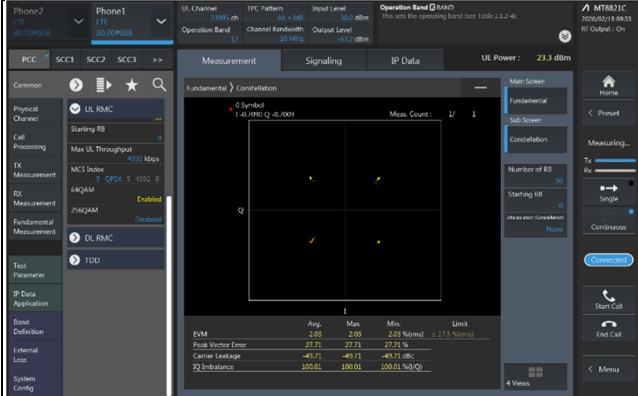 Phone2
LTE
30.70#038
Phone1
LTE
30.70#038
UL Channel
23095 ch
TPC Pattern
All +3dB
Input Level
30.0 dBm
Operation Band
12
Channel Bandwidth
10 MHz
Output Level
-57.2 dBm
Operation Band BAND
This sets the operating band (see Table 2.1.2-4).
MT8821C
2020/02/18 09:53
RF Output : On
PCC
SCC1
SCC2
SCC3
>>
Measurement
Signaling
IP Data
UL Power : 23.3 dBm
Common
Physical
Channel
Call
Processing
TX
Measurement
RX
Measurement
Fundamental
Measurement
Test
Parameter
IP Data
Application
Band
Definition
External
Loss
System
Config
UL RMC
50
Starting RB
0
Max UL Throughput
4392 kbps
MCS Index
5 QPSK 5 4392 8
64QAM
Enabled
256QAM
Disabled
DL RMC
TDD
Fundamental 〉 Constellation
0 Symbol
I -0.7090 Q -0.7009
Meas. Count : 1/ 1
Q
I
Avg. Max. Min. Limit
EVM 2.03 2.03 2.03 %(rms) ≤ 17.5 %(rms)
Peak Vector Error 27.71 27.71 27.71 %
Carrier Leakage -49.71 -49.71 -49.71 dBc
IQ Imbalance 100.01 100.01 100.01 %(I/Q)
Main Screen
Fundamental
Sub Screen
Constellation
Number of RB
50
Starting RB
0
Interpolation (Constellation)
None
4 Views
Home
< Preset
Measuring...
Tx
Rx
Single
Continuous
Connected
Start Call
End Call
< Menu